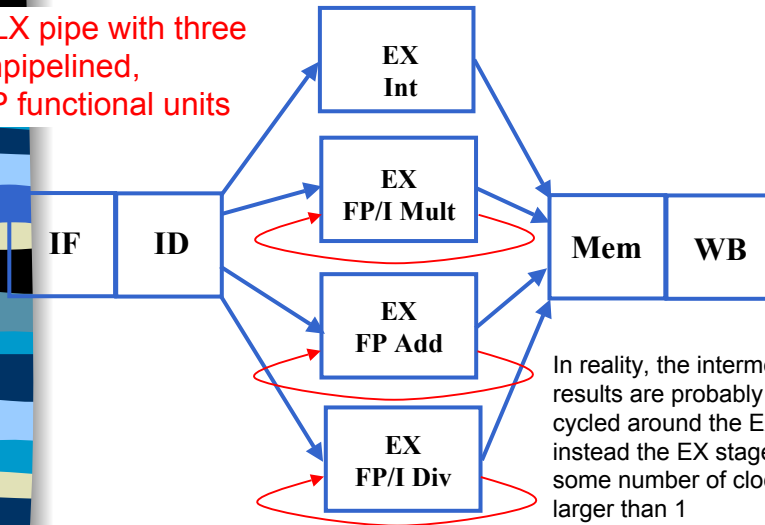 LX pipe with three
pipelined,
P functional units
EX
Int
EX
FP/I Mult
IF
ID
EX
FP Add
Mem
WB
EX
FP/I Div
In reality, the interme
results are probably
cycled around the E
instead the EX stage
some number of cloc
larger than 1